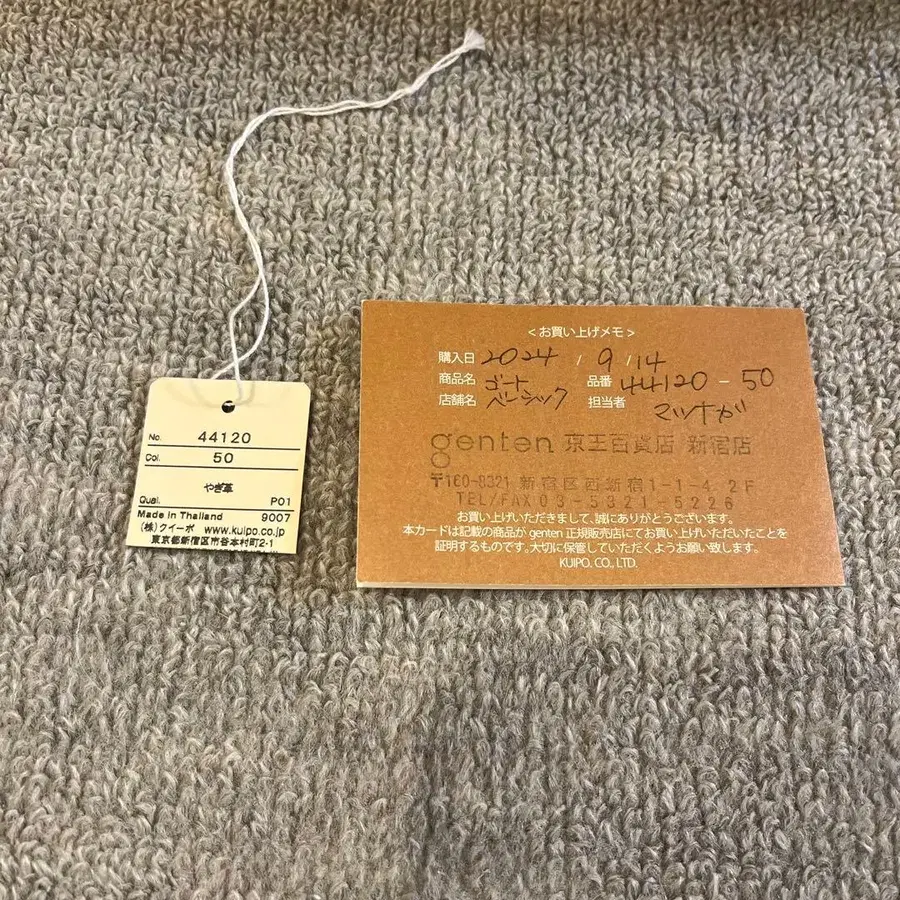 No. 44120
Col. 50
やぎ革
Qual. P01
Made in Thailand 9007
(株)クイーポ www.kuipo.co.jp
東京都新宿区市谷本村町2-1
<お買い上げメモ>
購入日 2024 / 9 / 14
商品名 ゴートベーシック 品番 44120-50
店舗名 担当者 マツナガ
genten 京王百貨店 新宿店
〒160-8321 新宿区西新宿1-1-4. 2F
TEL/FAX 03-5321-5226
お買い上げいただきまして、誠にありがとうございます。
本カードは記載の商品が genten 正規販売店にてお買い上げいただいたことを
証明するものです。大切に保管していただくようお願い致します。
KUIPO. CO., LTD.